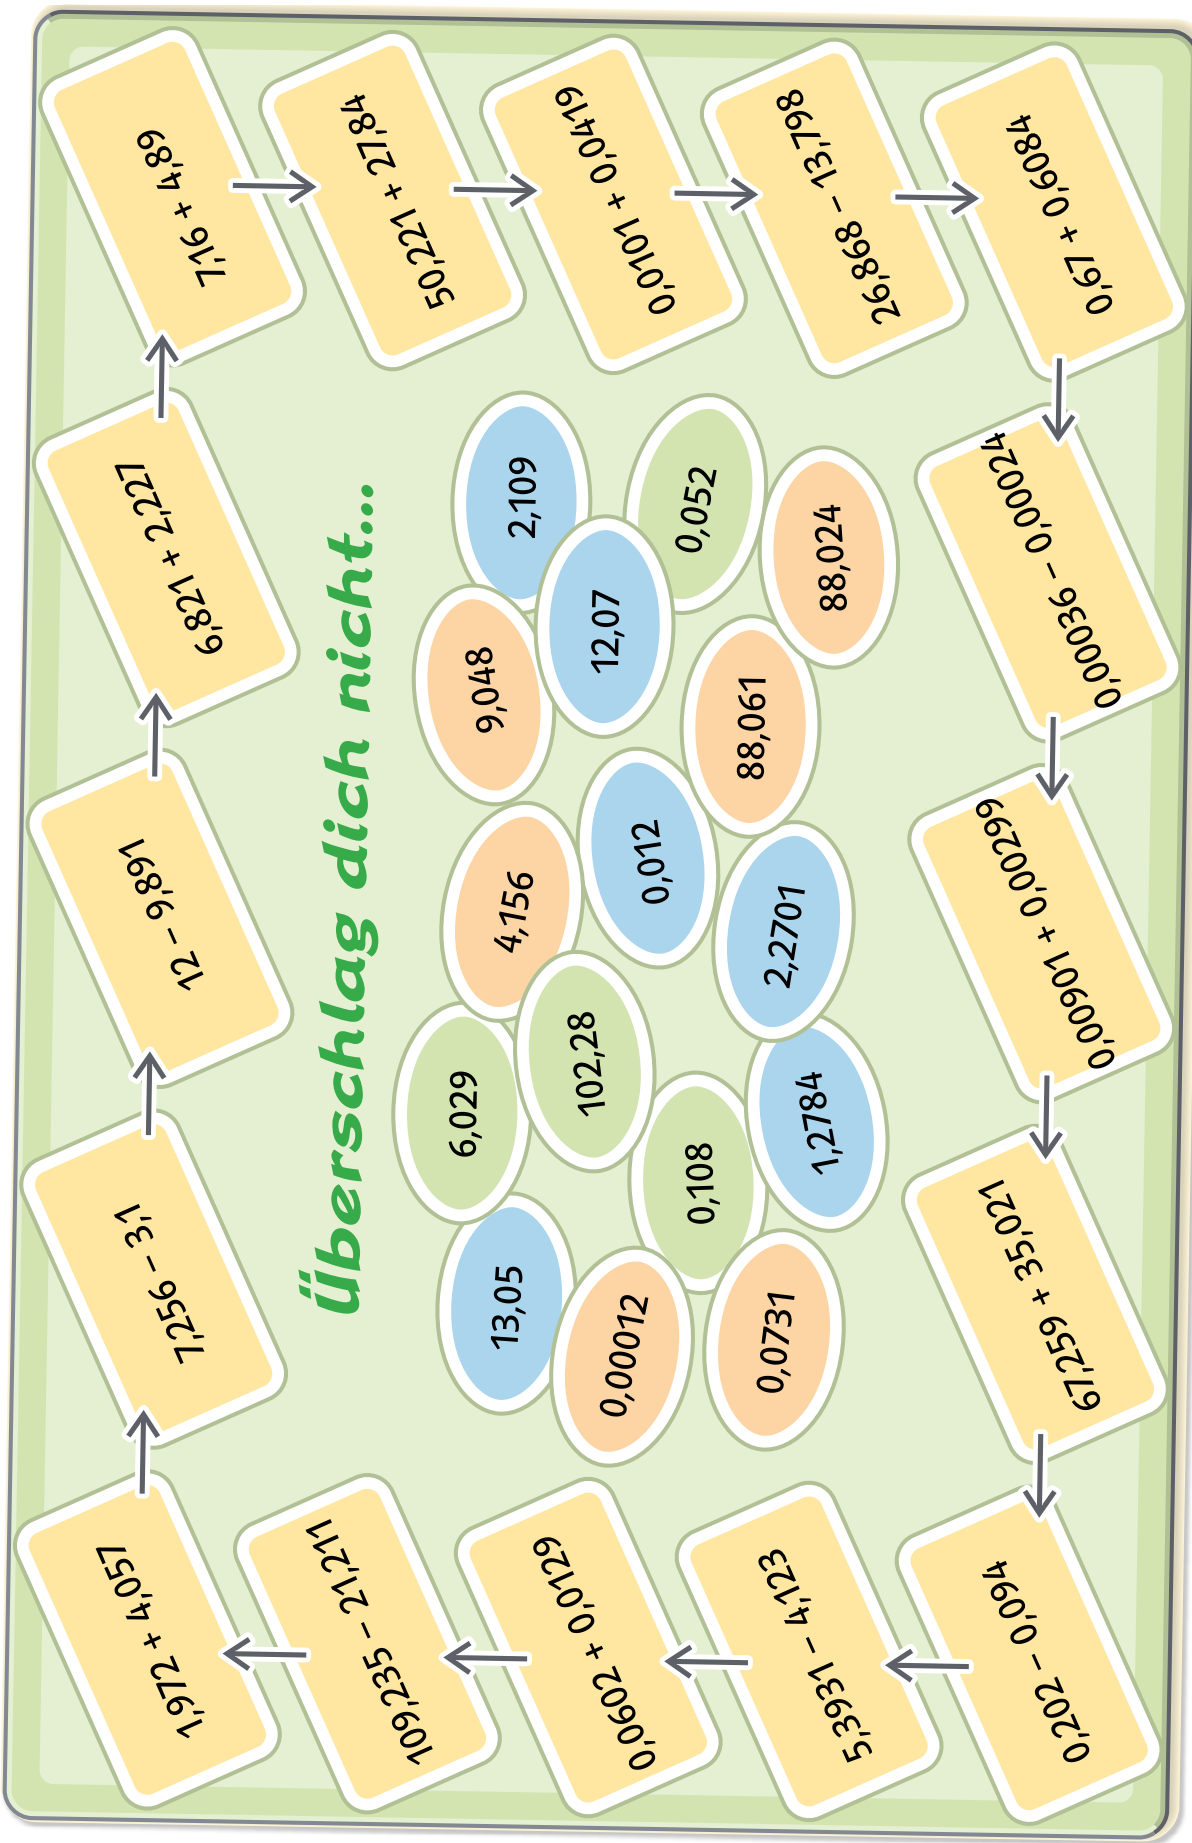 1,972 + 4,057
7,256 – 3,1
12 – 9,891
6,821 + 2,227
7,16 + 4,89
50,221 + 27,84
0,0101 + 0,0419
26,868 – 13,798
0,67 + 0,6084
0,00036 – 0,00024
0,00901 + 0,00299
67,259 + 35,021
0,202 – 0,094
5,3931 – 4,123
0,0602 + 0,0129
109,235 – 21,211
Überschlag dich nicht...
13,05
6,029
4,156
9,048
2,109
0,00012
102,28
0,012
12,07
0,052
0,0731
0,108
1,2784
2,2701
88,061
88,024